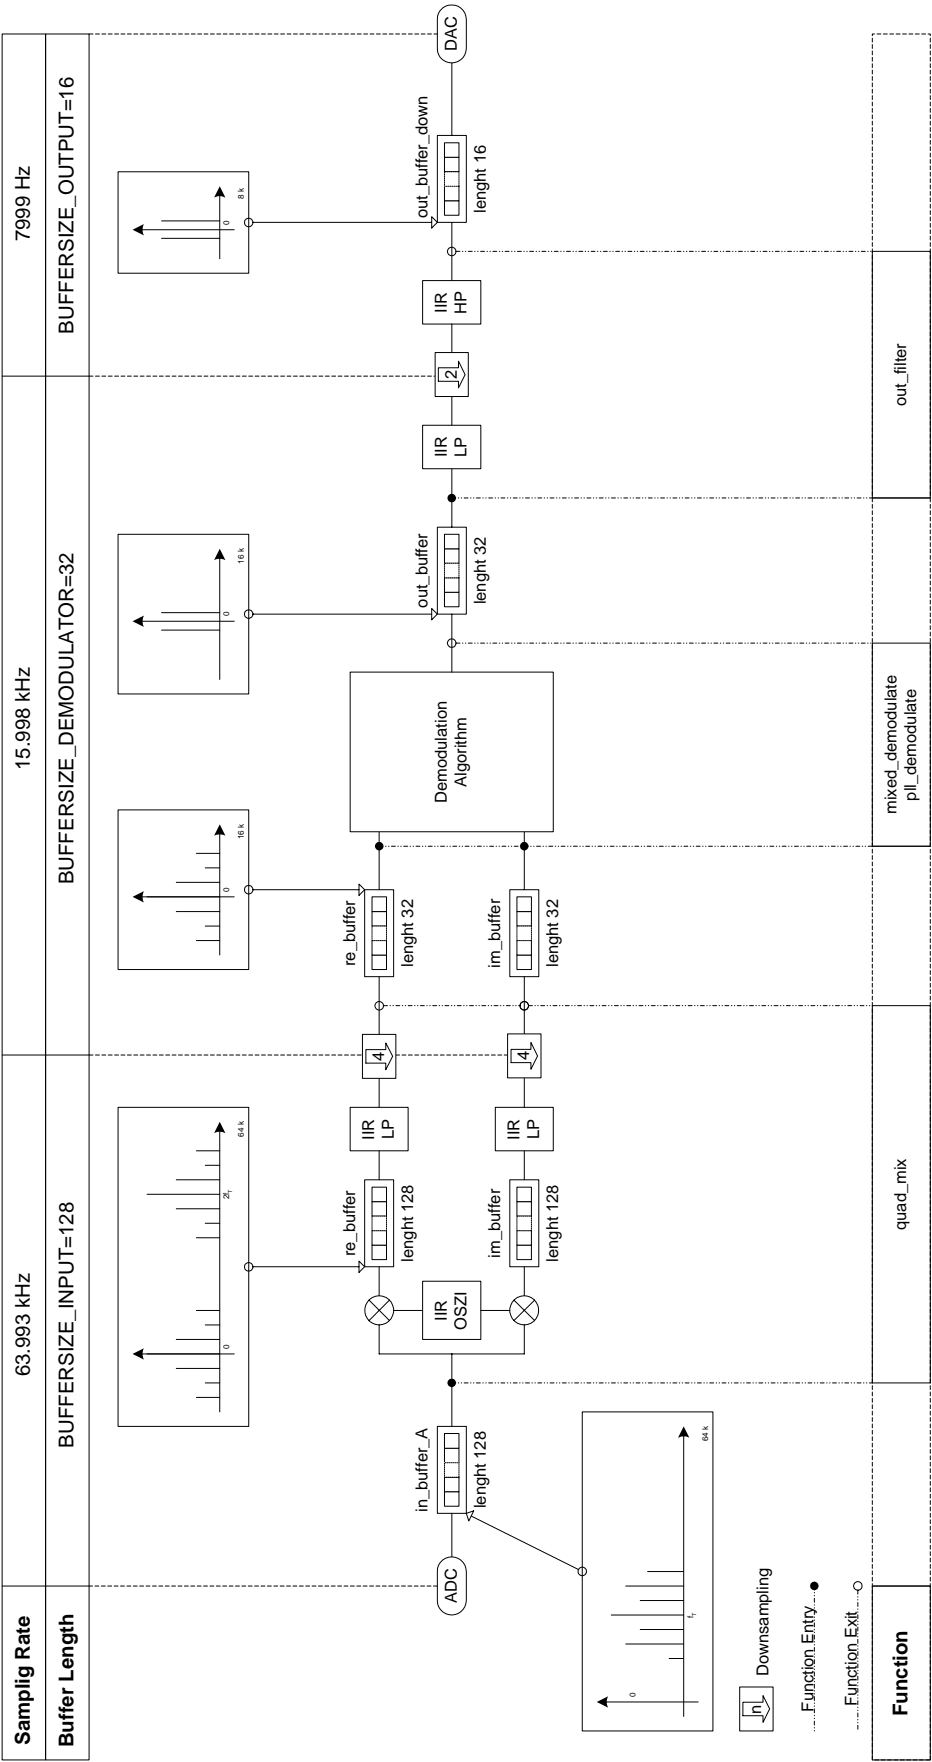 Samplig Rate
63.993 kHz
15.998 kHz
7999 Hz
Buffer Length
BUFFERSIZE_INPUT=128
BUFFERSIZE_DEMODULATOR=32
BUFFERSIZE_OUTPUT=16
0
2f_T
64 k
0
16 k
0
16 k
0
8 k
re_buffer
lenght 128
IIR
LP
4
re_buffer
lenght 32
ADC
in_buffer_A
lenght 128
IIR
OSZI
Demodulation
Algorithm
out_buffer
lenght 32
IIR
LP
2
IIR
HP
out_buffer_down
lenght 16
DAC
im_buffer
lenght 128
IIR
LP
4
im_buffer
lenght 32
0
f_T
64 k
n
Downsampling
Function Entry
Function Exit
Function
quad_mix
mixed_demodulate
pll_demodulate
out_filter